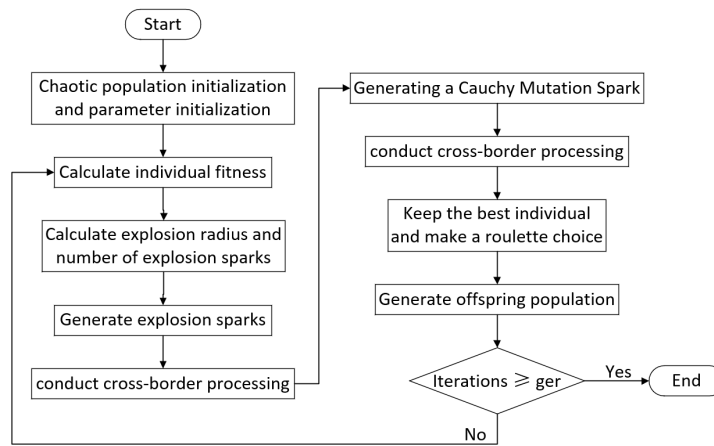 Start
Chaotic population initialization
and parameter initialization
Calculate individual fitness
Calculate explosion radius and
number of explosion sparks
Generate explosion sparks
conduct cross-border processing
Generating a Cauchy Mutation Spark
conduct cross-border processing
Keep the best individual
and make a roulette choice
Generate offspring population
Iterations ⩾ ger
Yes
End
No